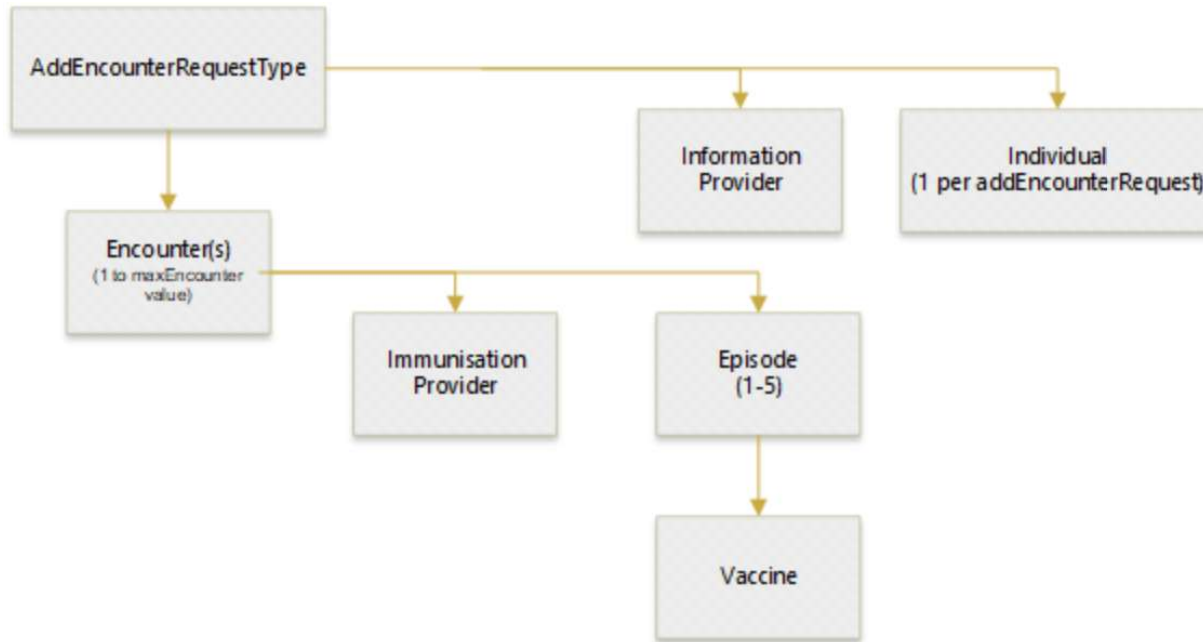 AddEncounterRequestType
Information
Provider
Individual
(1 per addEncounterRequest)
Encounter(s)
(1 to maxEncounter
value)
Immunisation
Provider
Episode
(1-5)
Vaccine